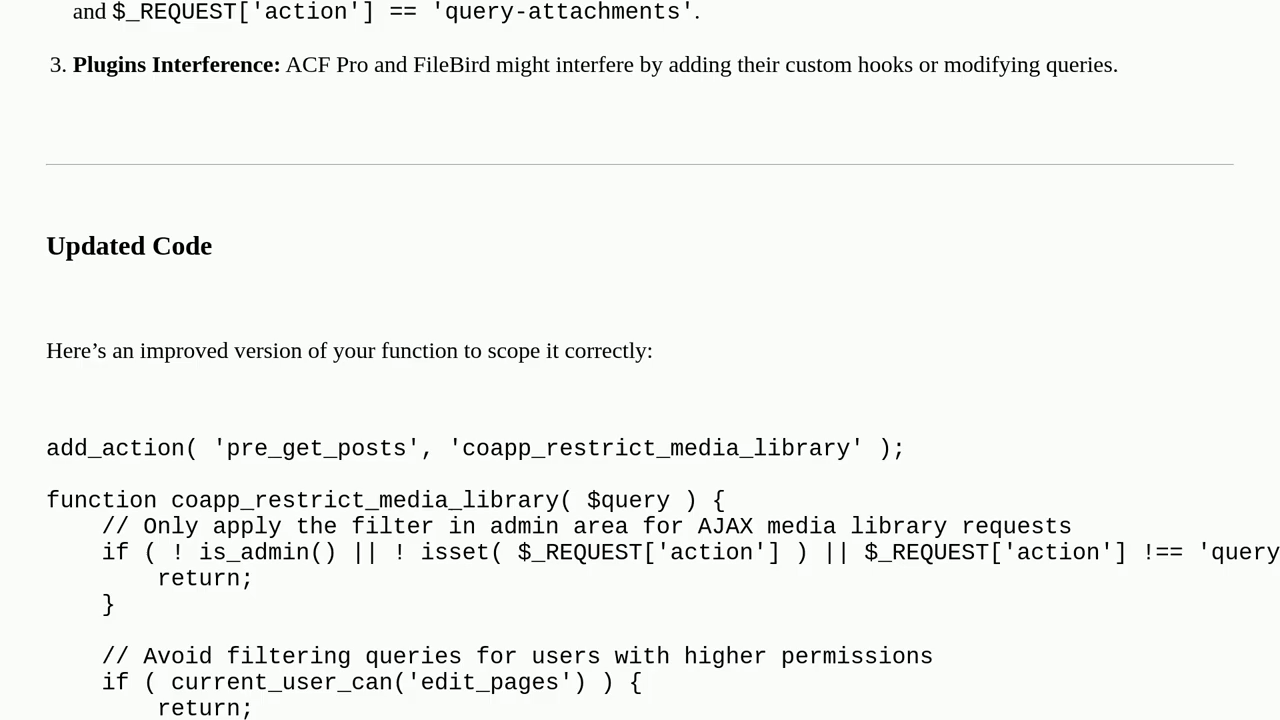 and $_REQUEST['action'] == 'query-attachments'.
3. Plugins Interference: ACF Pro and FileBird might interfere by adding their custom hooks or modifying queries.
Updated Code
Here’s an improved version of your function to scope it correctly:
add_action( 'pre_get_posts', 'coapp_restrict_media_library' );
function coapp_restrict_media_library( $query ) {
    // Only apply the filter in admin area for AJAX media library requests
    if ( ! is_admin() || ! isset( $_REQUEST['action'] ) || $_REQUEST['action'] !== 'query
        return;
    }
    // Avoid filtering queries for users with higher permissions
    if ( current_user_can('edit_pages') ) {
        return;